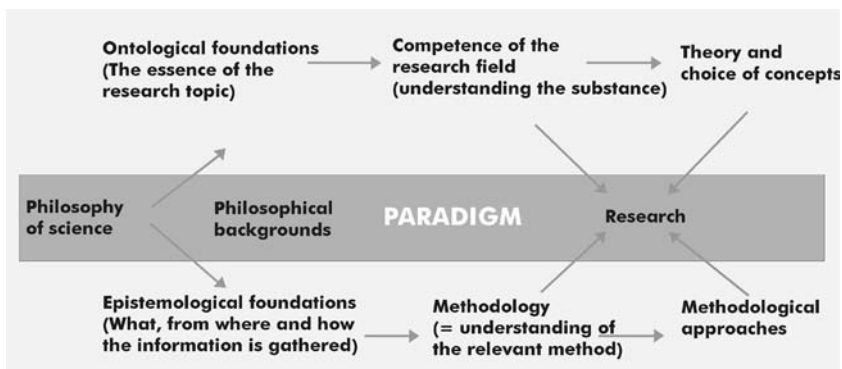 Ontological foundations
(The essence of the
research topic)
Competence of the
research field
(understanding the substance)
Theory and
choice of concepts
Philosophy
of science
Philosophical
backgrounds
PARADIGM
Research
Epistemological foundations
(What, from where and how
the information is gathered)
Methodology
(= understanding of
the relevant method)
Methodological
approaches